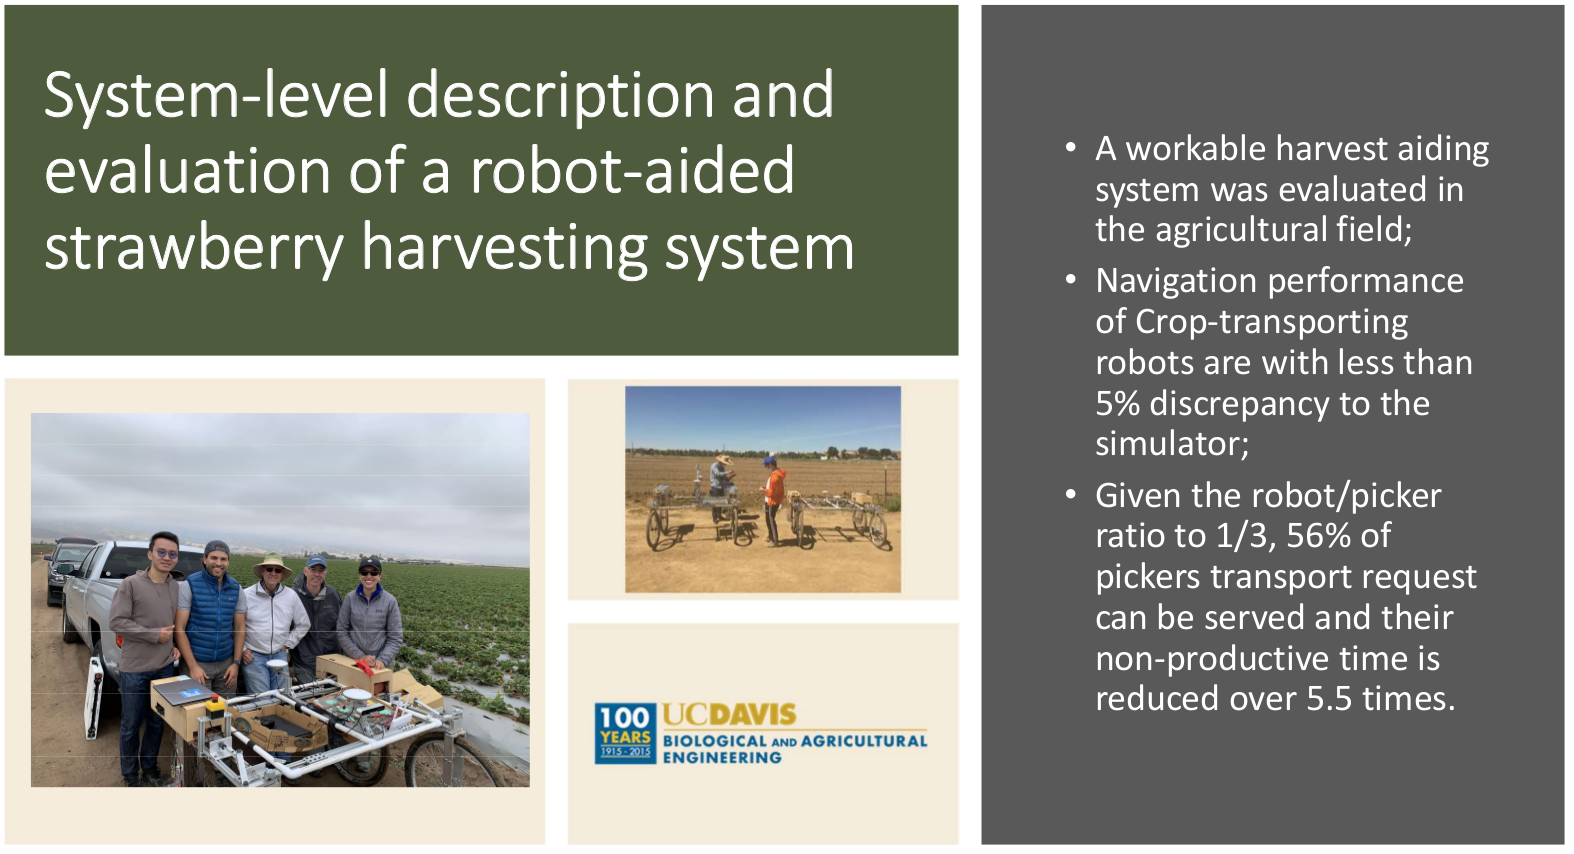 System-level description and
evaluation of a robot-aided
strawberry harvesting system
• A workable harvest aiding
system was evaluated in
the agricultural field;
• Navigation performance
of Crop-transporting
robots are with less than
5% discrepancy to the
simulator;
• Given the robot/picker
ratio to 1/3, 56% of
pickers transport request
can be served and their
non-productive time is
reduced over 5.5 times.
100
YEARS
1915 - 2015
UCDAVIS
BIOLOGICAL AND AGRICULTURAL
ENGINEERING